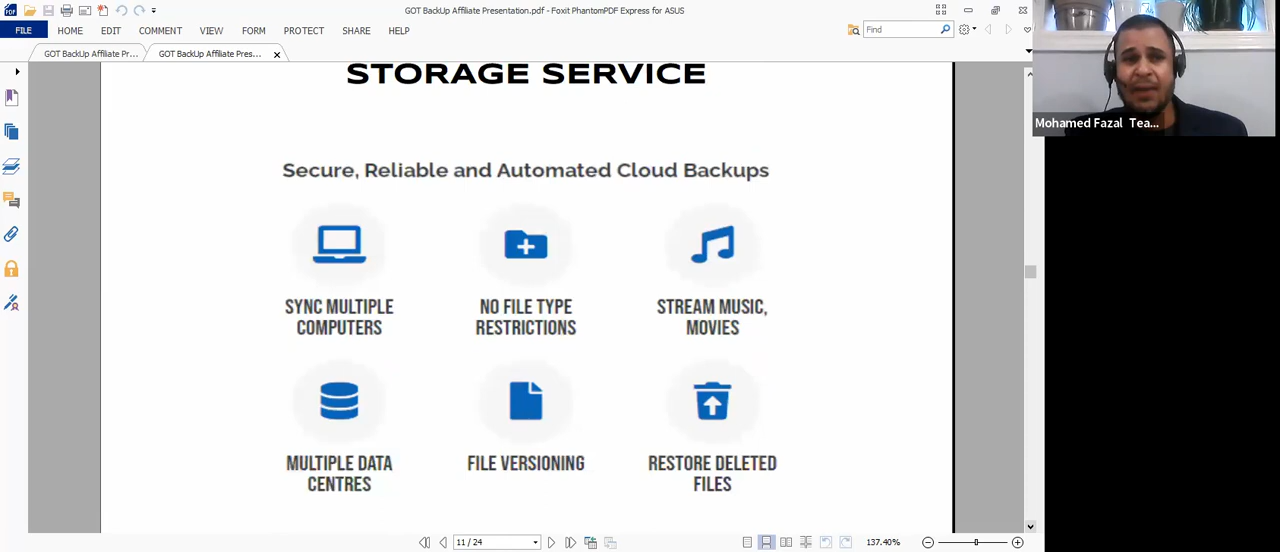 GOT BackUp Affiliate Presentation.pdf - Foxit PhantomPDF Express for ASUS
FILE HOME EDIT COMMENT VIEW FORM PROTECT SHARE HELP
Find
GOT BackUp Affiliate Pr...
GOT BackUp Affiliate Pres...
STORAGE SERVICE
Secure, Reliable and Automated Cloud Backups
SYNC MULTIPLE
COMPUTERS
NO FILE TYPE
RESTRICTIONS
STREAM MUSIC,
MOVIES
MULTIPLE DATA
CENTRES
FILE VERSIONING
RESTORE DELETED
FILES
Mohamed Fazal Tea...
11 / 24
137.40%